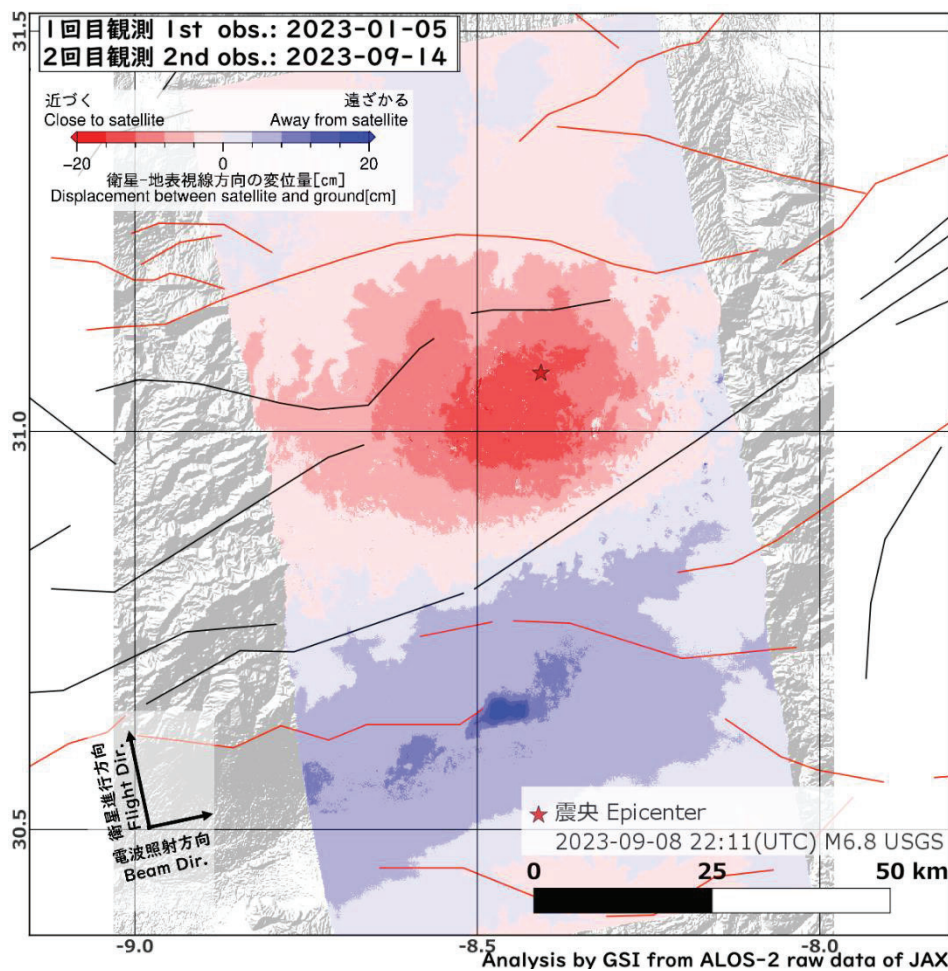 31.5
1回目観測 1st obs.: 2023-01-05
2回目観測 2nd obs.: 2023-09-14
近づく 遠ざかる
Close to satellite Away from satellite
-20 0 20
衛星-地表視線方向の変位量[cm]
Displacement between satellite and ground[cm]
31.0
衛星進行方向
Flight Dir.
電波照射方向
Beam Dir.
30.5
震央 Epicenter
2023-09-08 22:11(UTC) M6.8 USGS
0 25 50 km
-9.0 -8.5 -8.0
Analysis by GSI from ALOS-2 raw data of JAX